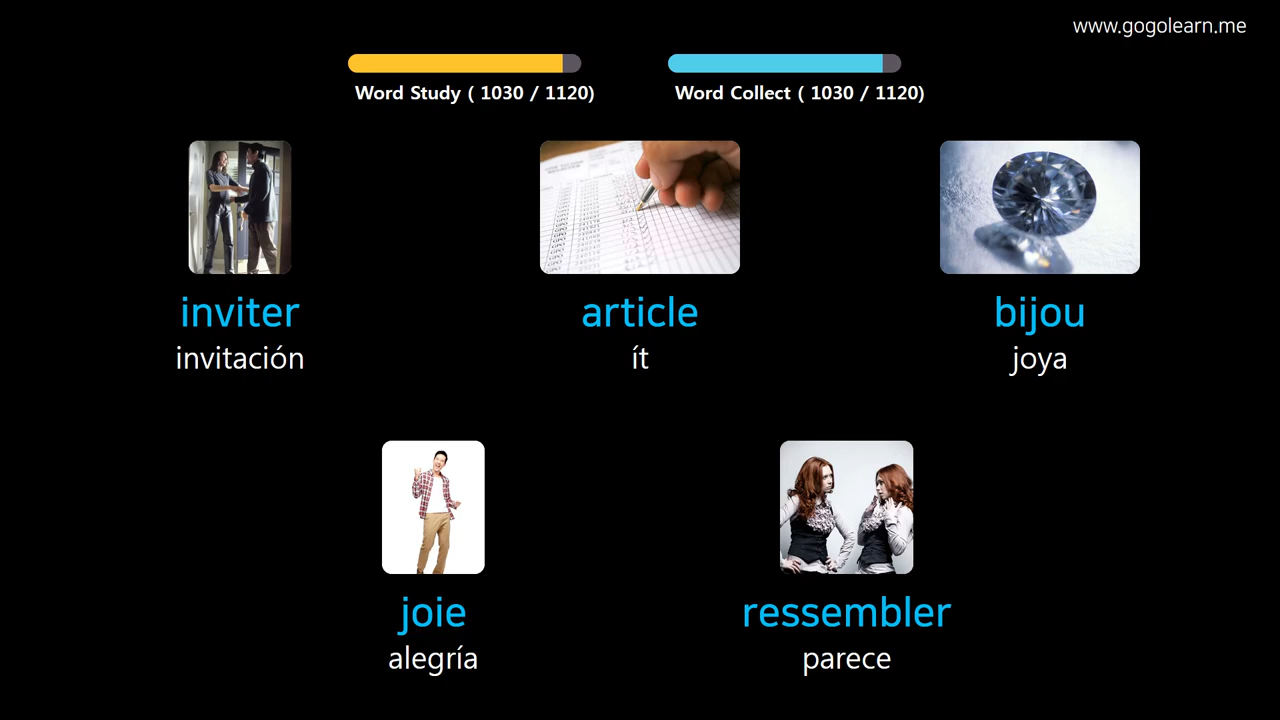 www.gogolearn.me
Word Study ( 1030 / 1120)
Word Collect ( 1030 / 1120)
inviter
invitación
article
ít
bijou
joya
joie
alegría
ressembler
parece